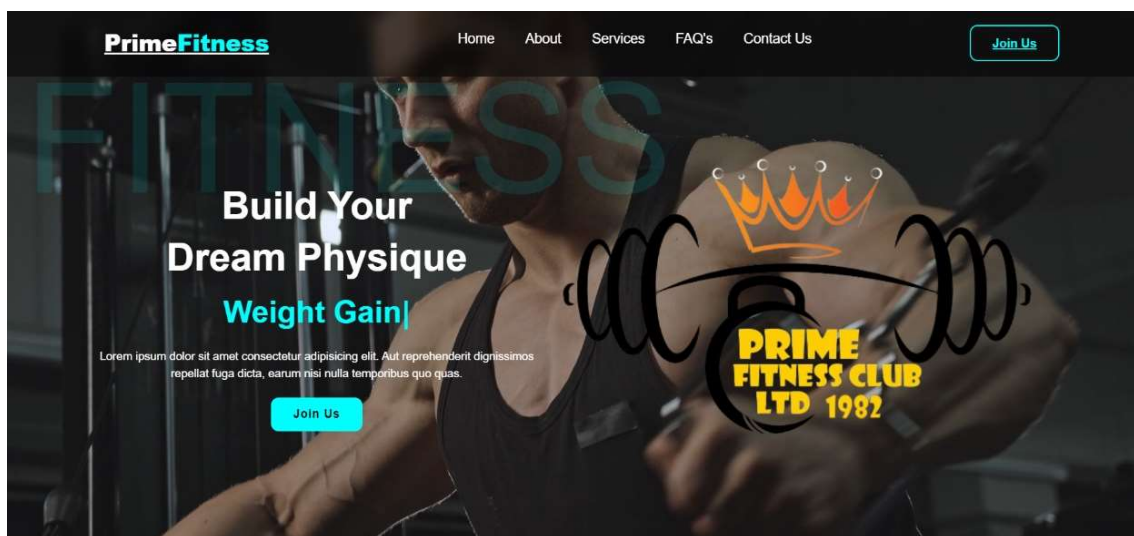 PrimeFitness
Home About Services FAQ's Contact Us
Join Us
FITNESS
Build Your
Dream Physique
Weight Gain|
Lorem ipsum dolor sit amet consectetur adipisicing elit. Aut reprehenderit dignissimos
repellat fuga dicta, earum nisi nulla temporibus quo quas.
Join Us
PRIME
FITNESS CLUB
LTD 1982